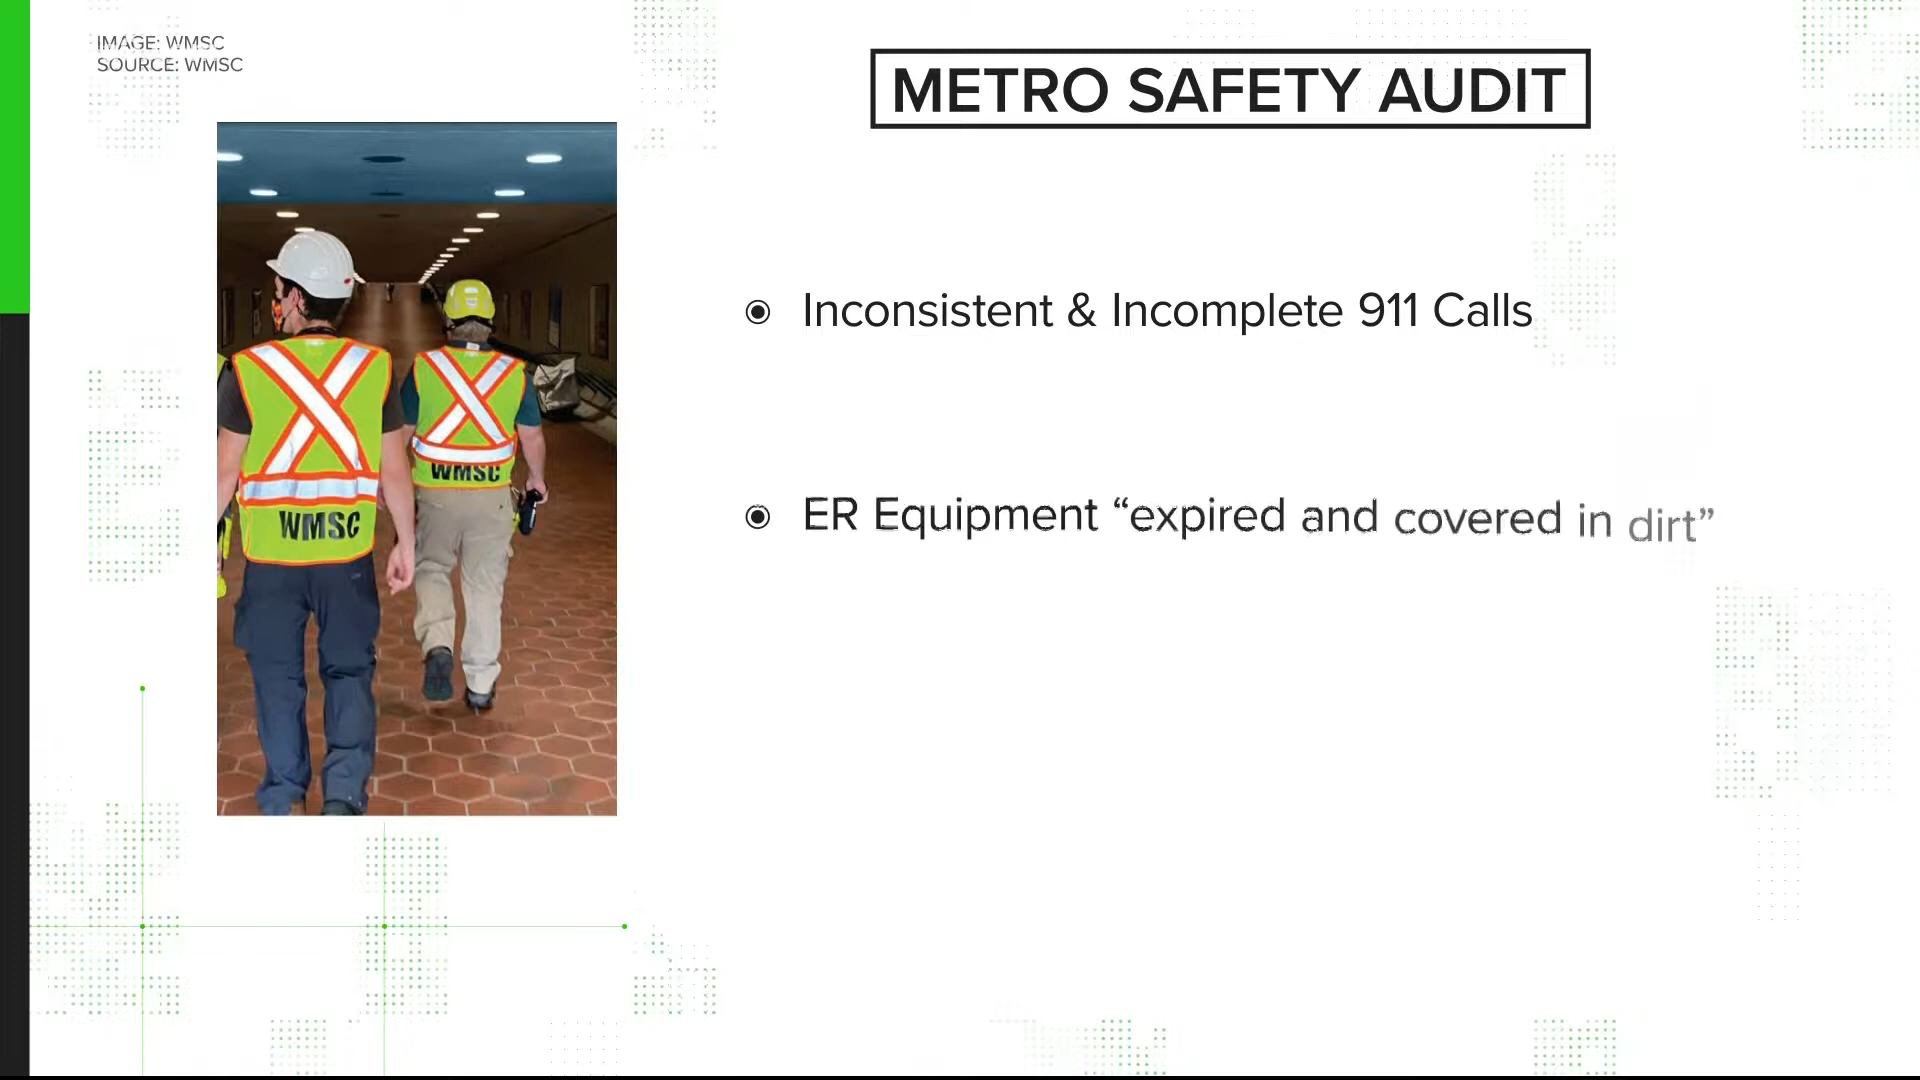 IMAGE: WMSC
SOURCE: WMSC
METRO SAFETY AUDIT
Inconsistent & Incomplete 911 Calls
ER Equipment “expired and covered in dirt”
WMSC
WMSC